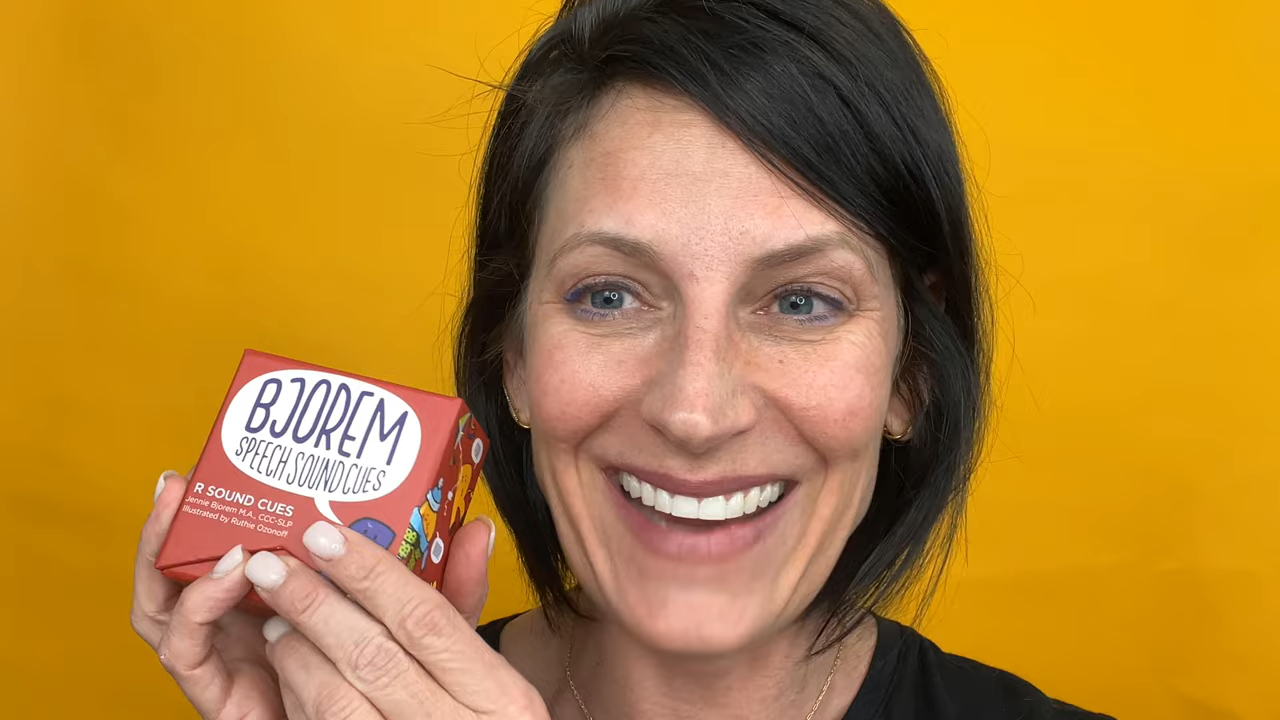 BJOREM
SPEECH SOUND CUES
R SOUND CUES
Jennie Bjorem M.A., CCC-SLP
Illustrated by Ruthie Ozonoff